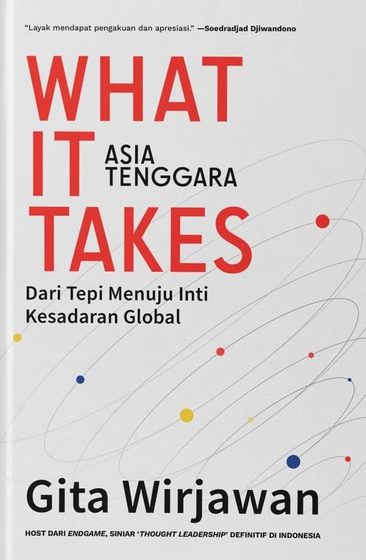 "Layak mendapat pengakuan dan apresiasi." —Soedradjad Djiwandono
WHAT
IT
ASIA
TENGGARA
TAKES
Dari Tepi Menuju Inti
Kesadaran Global
Gita Wirjawan
HOST DARI ENDGAME, SINIAR 'THOUGHT LEADERSHIP' DEFINITIF DI INDONESIA